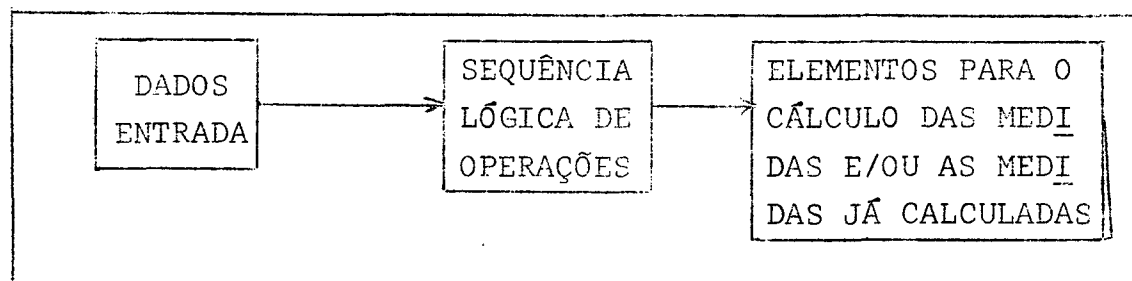 DADOS
ENTRADA
SEQUÊNCIA
LÓGICA DE
OPERAÇÕES
ELEMENTOS PARA O
CÁLCULO DAS MEDI
DAS E/OU AS MEDI
DAS JÁ CALCULADAS